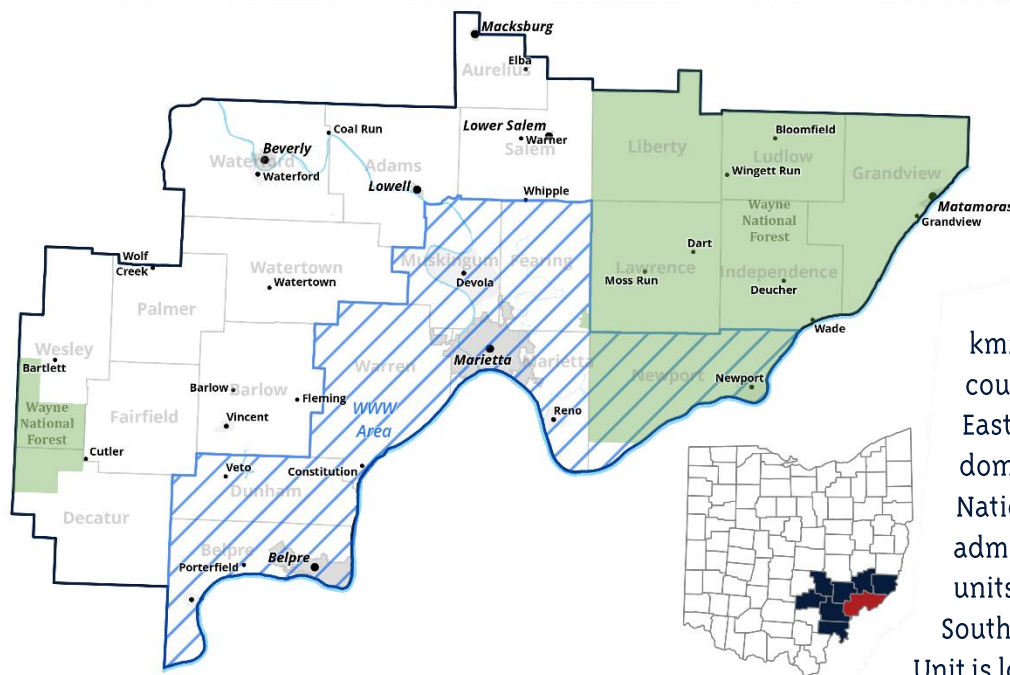 Macksburg
Elba
Aurelius
Coal Run
Lower Salem
Warner
Salem
Liberty
Bloomfield
Ludlow
Beverly
Waterford
Waterford
Adams
Lowell
Whipple
Wingett Run
Grandview
Wayne
National
Forest
Matamoras
Grandview
Wolf
Creek
Watertown
Watertown
Muskingum
Devola
Fearing
Dart
Lawrence
Moss Run
Independence
Deucher
Palmer
Wade
Wesley
Bartlett
Marietta
Warren
Marietta
Newport
Newport
Barlow
Barlow
Fleming
WWW
Area
Reno
Wayne
National
Forest
Fairfield
Vincent
Cutler
Veto
Constitution
Dunham
Decatur
Belpre
Belpre
Porterfield
km
cou
East
dom
Natio
adm
units
South
Unit is lo